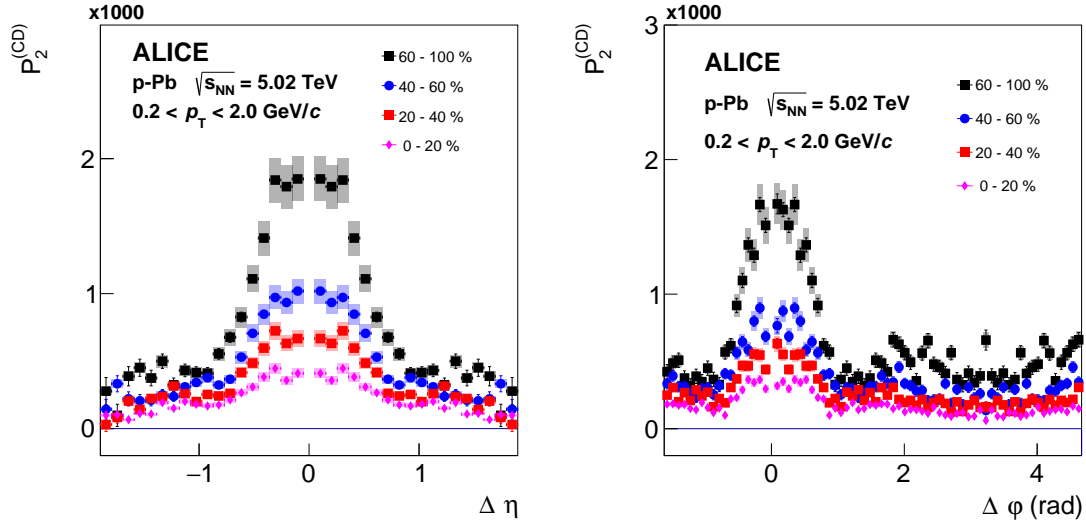 x1000
P₂^(CD)
ALICE
p-Pb √s_NN = 5.02 TeV
0.2 < p_T < 2.0 GeV/c
60 - 100 %
40 - 60 %
20 - 40 %
0 - 20 %
2
1
0
−1 0 1
Δ η
x1000
P₂^(CD)
3
ALICE
p-Pb √s_NN = 5.02 TeV
0.2 < p_T < 2.0 GeV/c
60 - 100 %
40 - 60 %
20 - 40 %
0 - 20 %
2
1
0
0 2 4
Δ φ (rad)